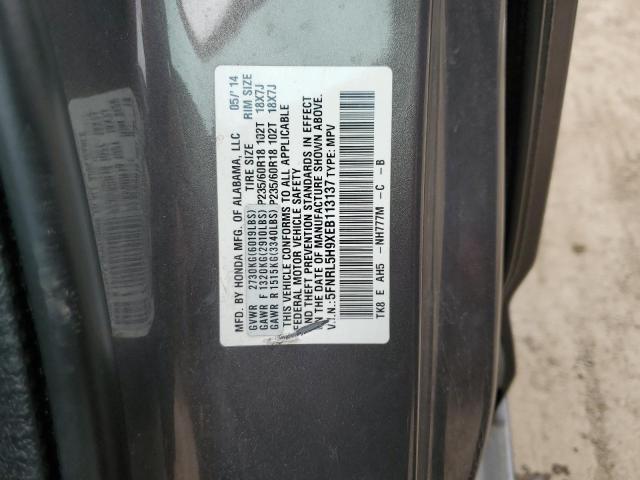 MFD. BY HONDA MFG. OF ALABAMA, LLC 05/'14
TIRE SIZE RIM SIZE
GVWR 2730KG(6019LBS)
GAWR F 1320KG(2910LBS) P235/60R18 102T 18X7J
GAWR R 1515KG(3340LBS) P235/60R18 102T 18X7J
THIS VEHICLE CONFORMS TO ALL APPLICABLE
FEDERAL MOTOR VEHICLE SAFETY
AND THEFT PREVENTION STANDARDS IN EFFECT
ON THE DATE OF MANUFACTURE SHOWN ABOVE.
V.I.N.:5FNRL5H9XEB113137 TYPE: MPV
TK8 E AH5 -NH777M -C -B